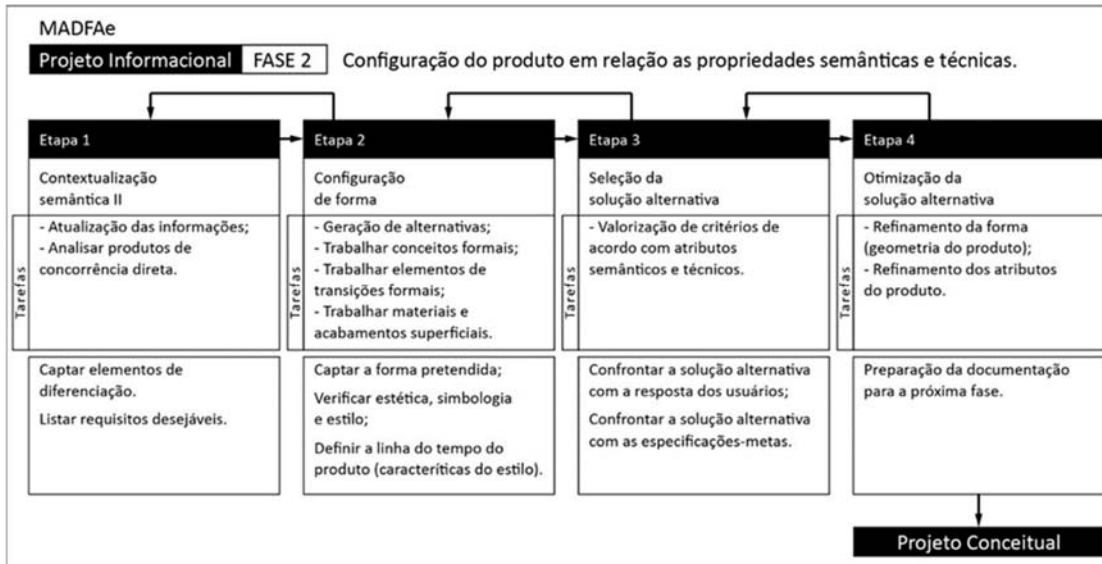 MADFAe
Projeto Informacional FASE 2 Configuração do produto em relação as propriedades semânticas e técnicas.
Etapa 1
Contextualização
semântica II
Tarefas
- Atualização das informações;
- Analisar produtos de
concorrência direta.
Captar elementos de
diferenciação.
Listar requisitos desejáveis.
Etapa 2
Configuração
de forma
Tarefas
- Geração de alternativas;
- Trabalhar conceitos formais;
- Trabalhar elementos de
transições formais;
- Trabalhar materiais e
acabamentos superficiais.
Captar a forma pretendida;
Verificar estética, simbologia
e estilo;
Definir a linha do tempo do
produto (caracteríticas do estilo).
Etapa 3
Seleção da
solução alternativa
Tarefas
- Valorização de critérios de
acordo com atributos
semânticos e técnicos.
Confrontar a solução alternativa
com a resposta dos usuários;
Confrontar a solução alternativa
com as especificações-metas.
Etapa 4
Otimização da
solução alternativa
Tarefas
- Refinamento da forma
(geometria do produto);
- Refinamento dos atributos
do produto.
Preparação da documentação
para a próxima fase.
Projeto Conceitual